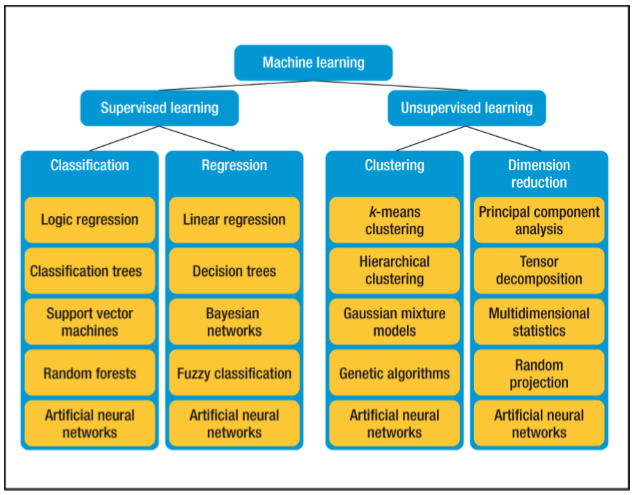 Machine learning
Supervised learning
Unsupervised learning
Classification
Logic regression
Classification trees
Support vector
machines
Random forests
Artificial neural
networks
Regression
Linear regression
Decision trees
Bayesian
networks
Fuzzy classification
Artificial neural
networks
Clustering
k-means
clustering
Hierarchical
clustering
Gaussian mixture
models
Genetic algorithms
Artificial neural
networks
Dimension
reduction
Principal component
analysis
Tensor
decomposition
Multidimensional
statistics
Random
projection
Artificial neural
networks